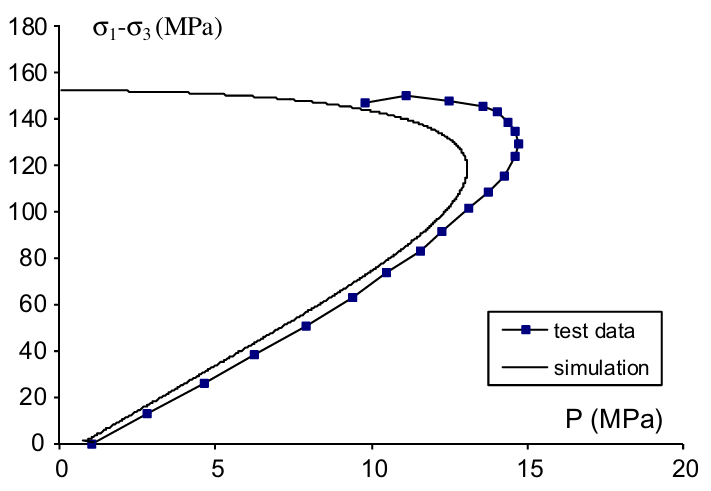 180
σ₁-σ₃ (MPa)
160
140
120
100
80
60
40
20
0
test data
simulation
P (MPa)
0 5 10 15 20